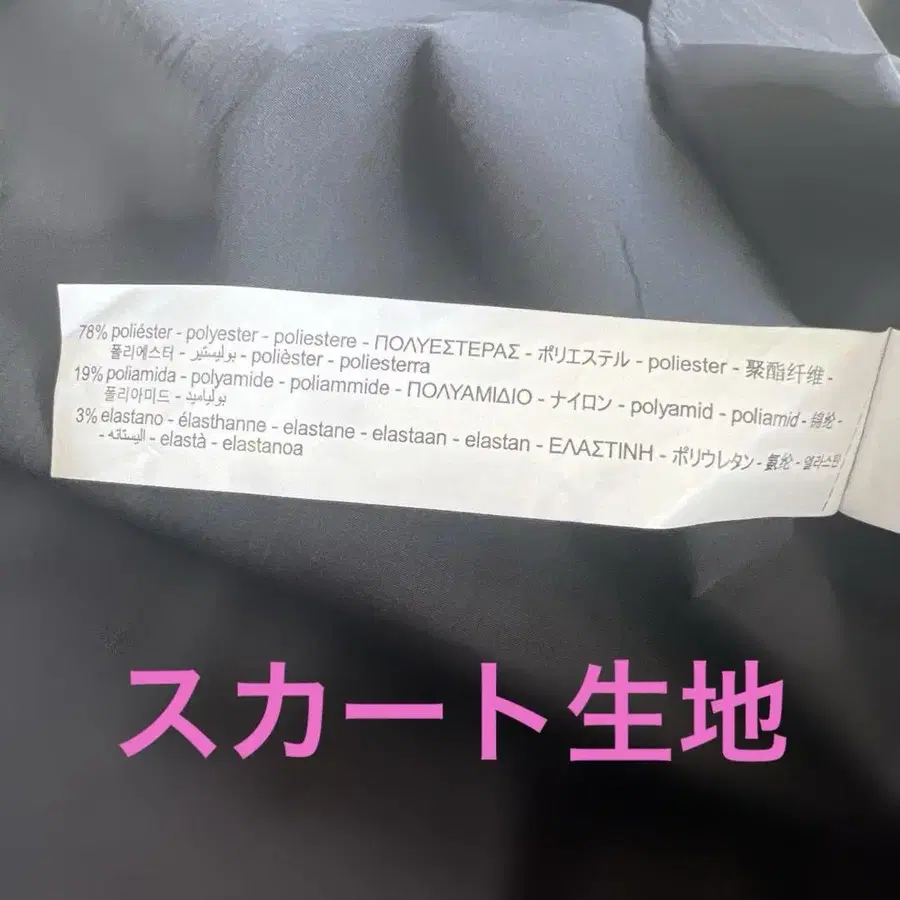 78% poliéster - polyester - poliestere - ΠΟΛΥΕΣΤΕΡΑΣ - ポリエステル - poliester - 聚酯纤维 -
폴리에스터 - بوليستير - polièster - poliesterra
19% poliamida - polyamide - poliammide - ΠΟΛΥΑΜΙΔΙΟ - ナイロン - polyamid - poliamid - 锦纶 -
폴리아미드 - بولياميد
3% elastano - élasthanne - elastane - elastaan - elastan - ΕΛΑΣΤΙΝΗ - ポリウレタン - 氨纶 - 엘라스틴
- الیستانه - elastà - elastanoa
スカート生地